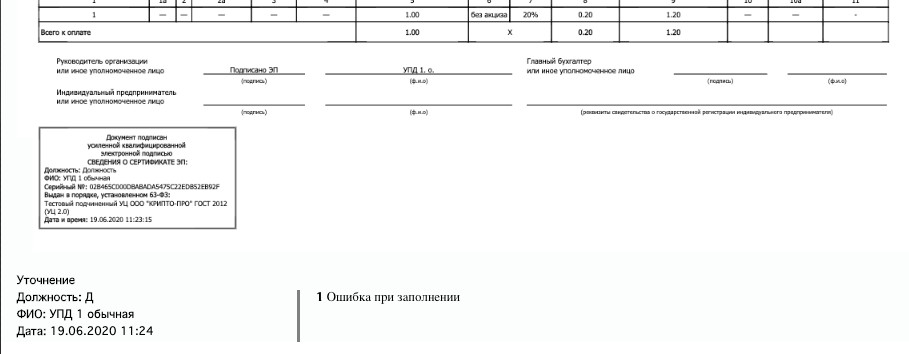 1 1а 2 2а 3 4 5 6 7 8 9 10 10а 11
1 — — — — — 1.00 без акциза 20% 0.20 1.20 — — -
Всего к оплате 1.00 X 0.20 1.20
Руководитель организации
или иное уполномоченное лицо Подписано ЭП УПД 1. о.
(подпись) (ф.и.о)
Главный бухгалтер
или иное уполномоченное лицо
(подпись) (ф.и.о)
Индивидуальный предприниматель
или иное уполномоченное лицо
(подпись) (ф.и.о) (реквизиты свидетельства о государственной регистрации индивидуального предпринимателя)
Документ подписан
усиленной квалифицированной
электронной подписью
СВЕДЕНИЯ О СЕРТИФИКАТЕ ЭП:
Должность: Должность
ФИО: УПД 1 обычная
Серийный №: 028465C000DBABADA5475C22EDB52EB92F
Выдан в порядке, установленном 63-ФЗ:
Тестовый подчиненный УЦ ООО "КРИПТО-ПРО" ГОСТ 2012
(УЦ 2.0)
Дата и время: 19.06.2020 11:23:15
Уточнение
Должность: Д
ФИО: УПД 1 обычная
Дата: 19.06.2020 11:24
1 Ошибка при заполнении